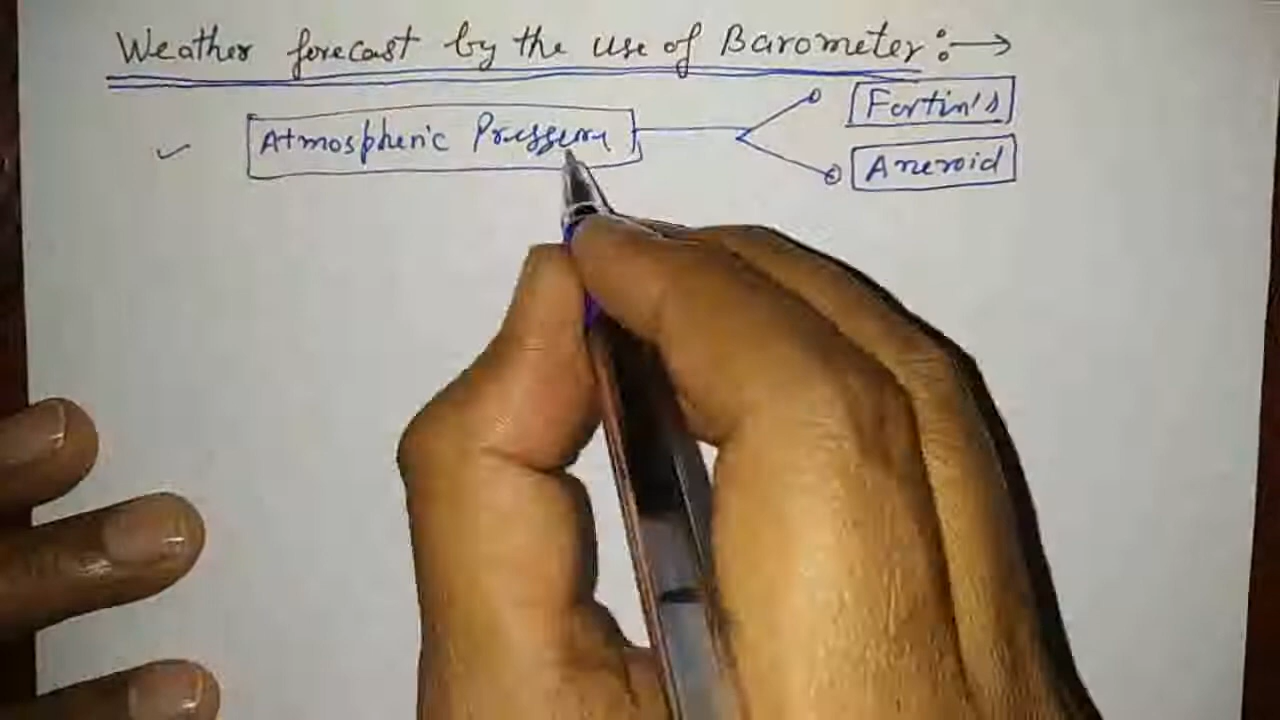 Weather forecast by the use of Barometer :→
Fortin's
✓ Atmospheric Pressure
Aneroid